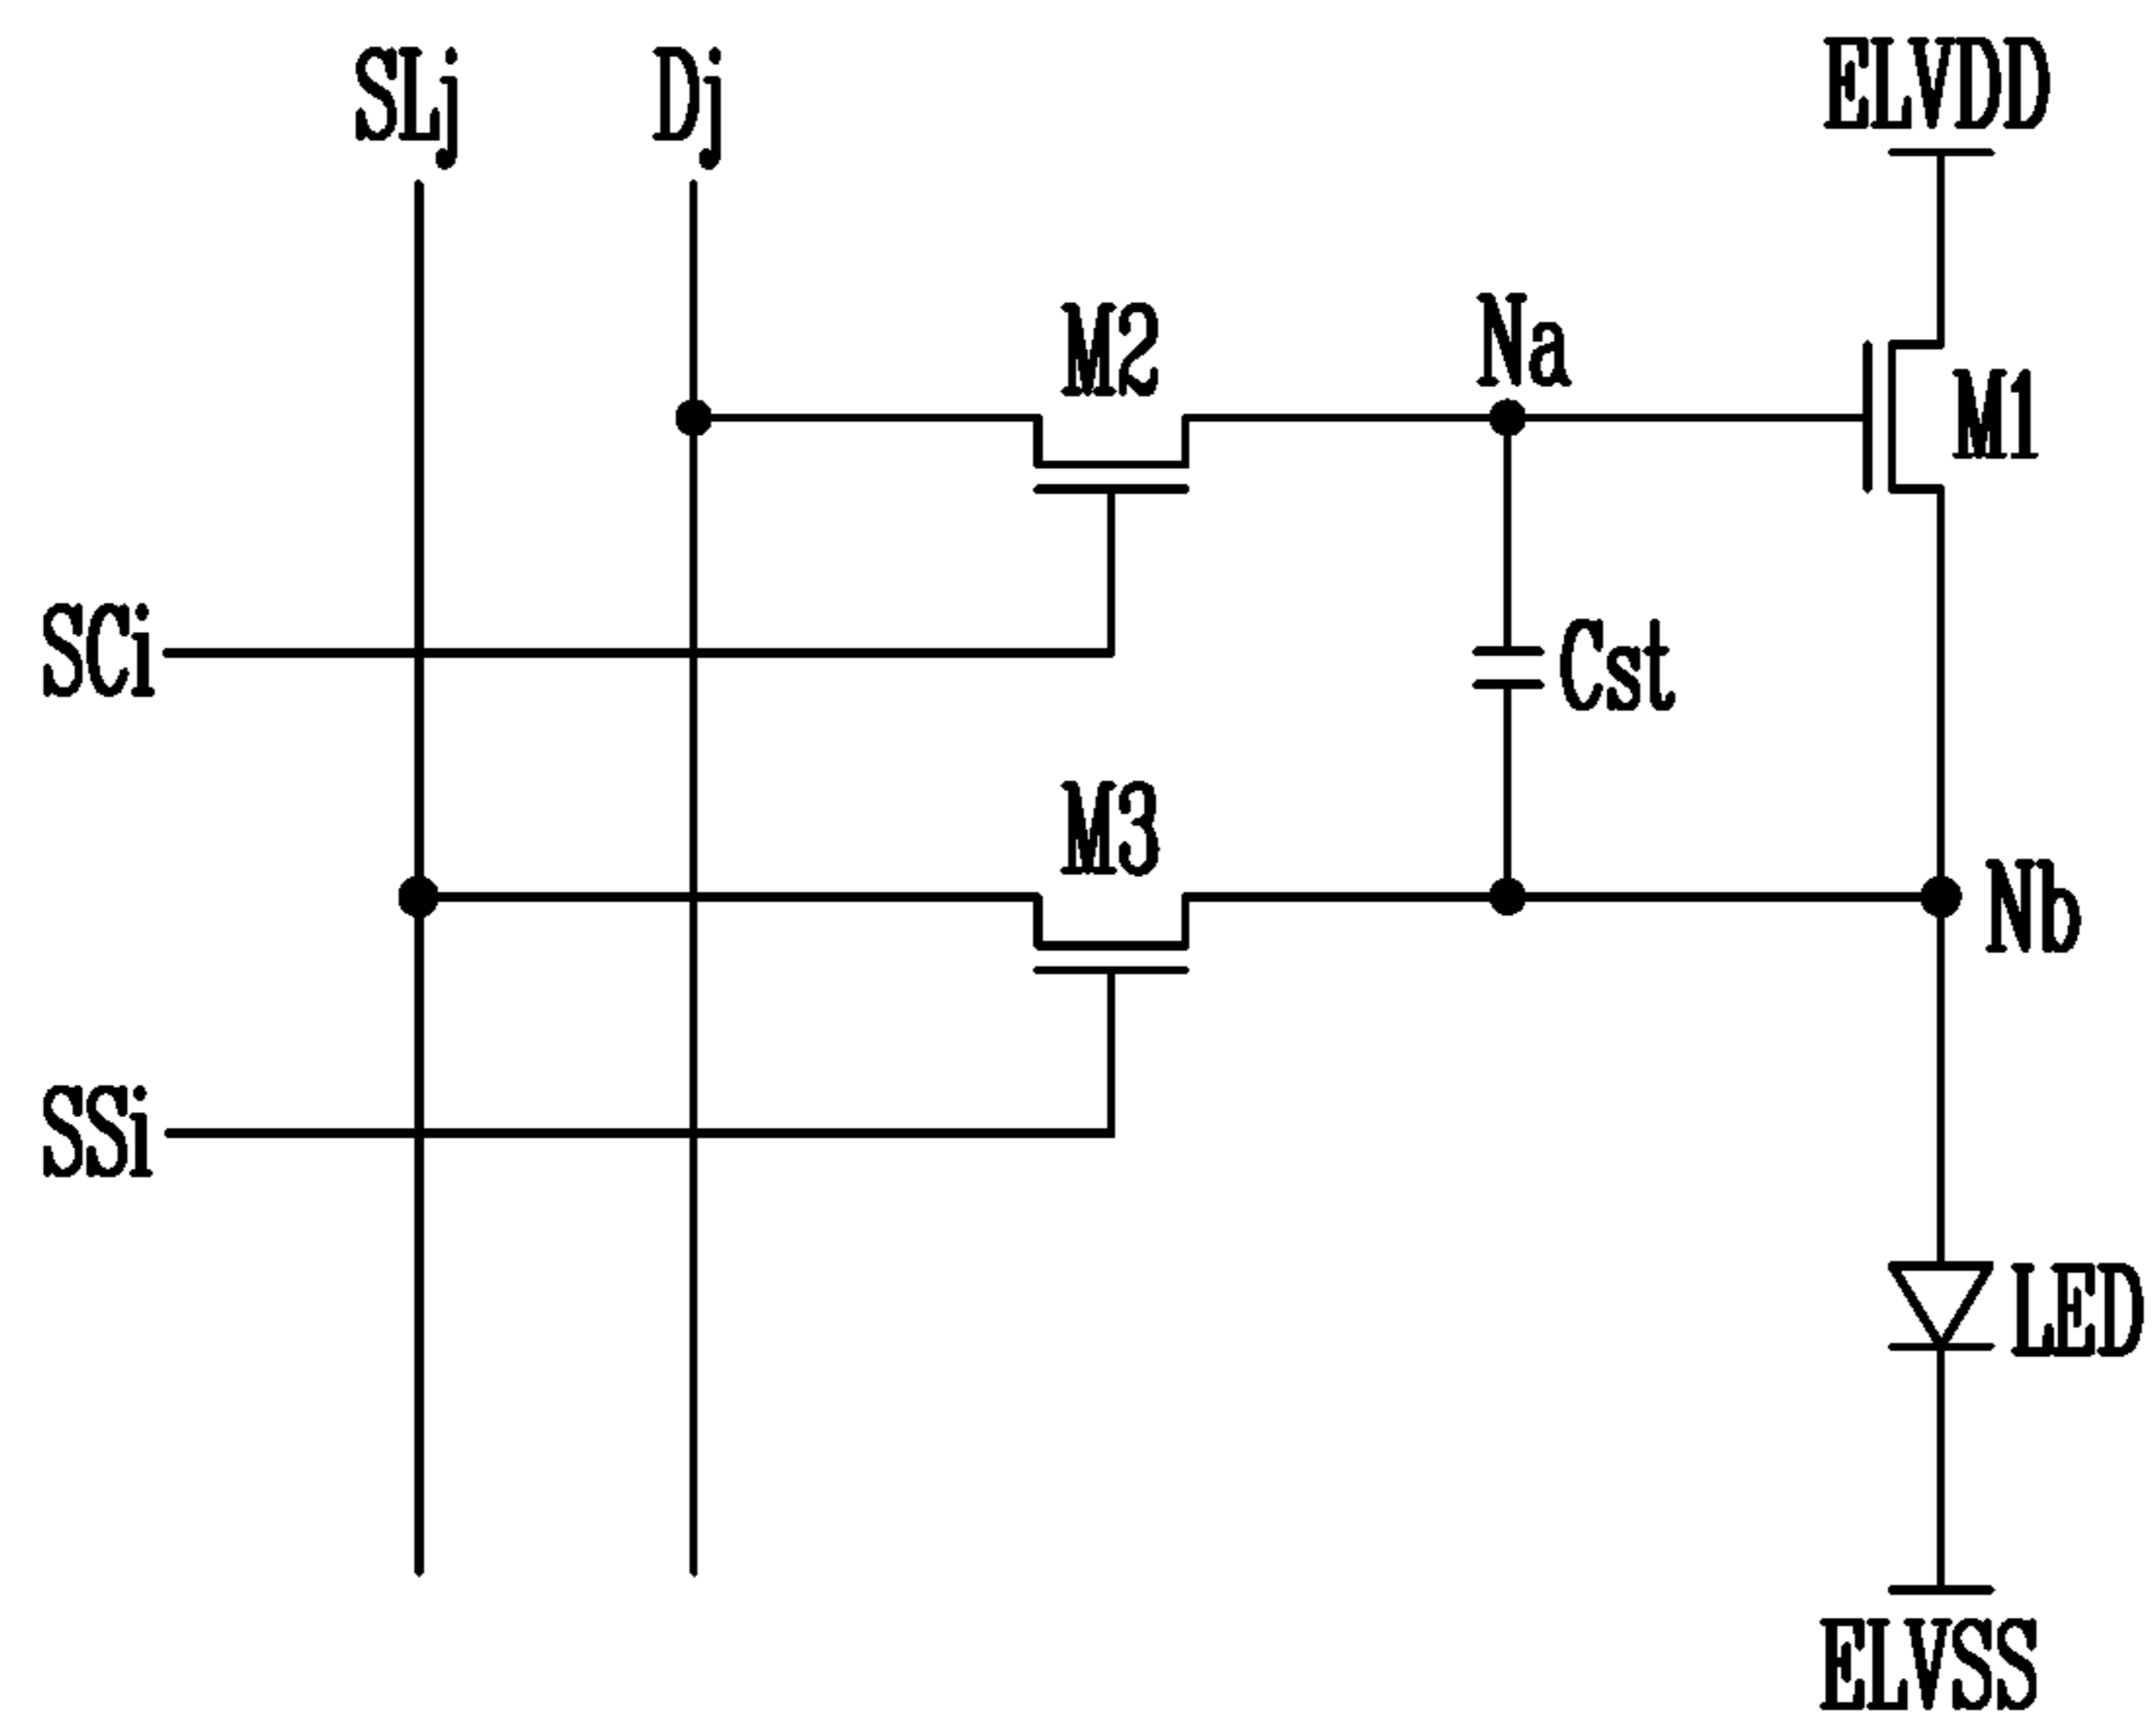 SLj
Dj
ELVDD
M2
Na
M1
SCi
Cst
M3
Nb
SSi
LED
ELVSS